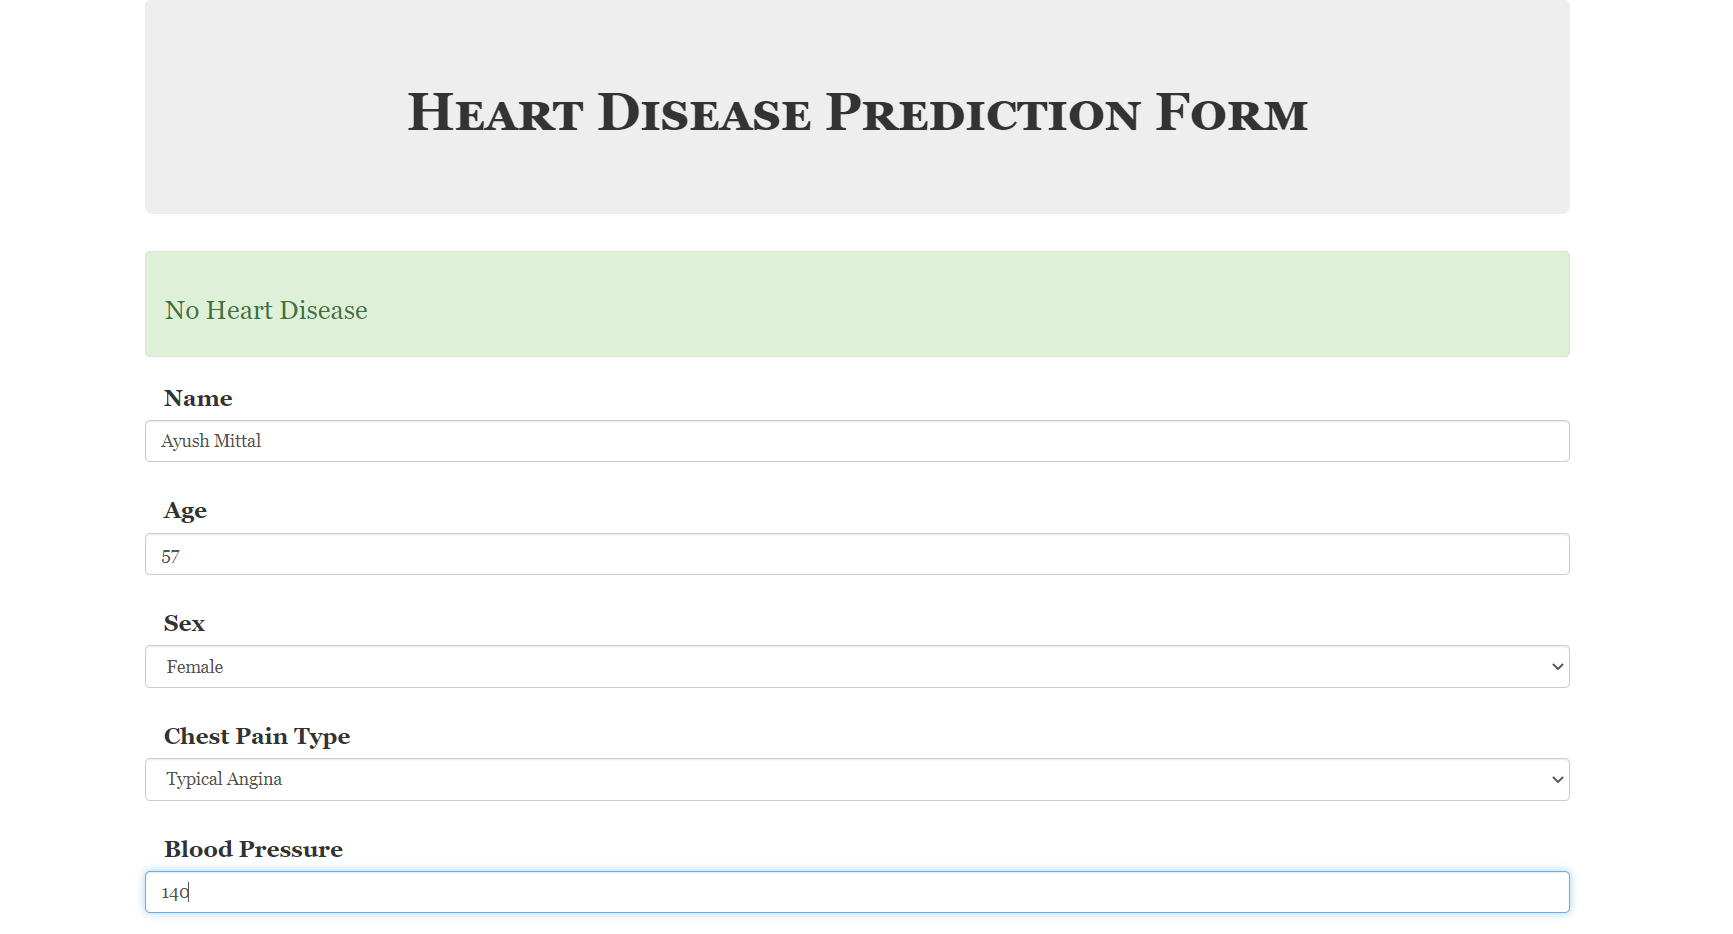 Heart Disease Prediction Form
No Heart Disease
Name
Ayush Mittal
Age
57
Sex
Female
Chest Pain Type
Typical Angina
Blood Pressure
140